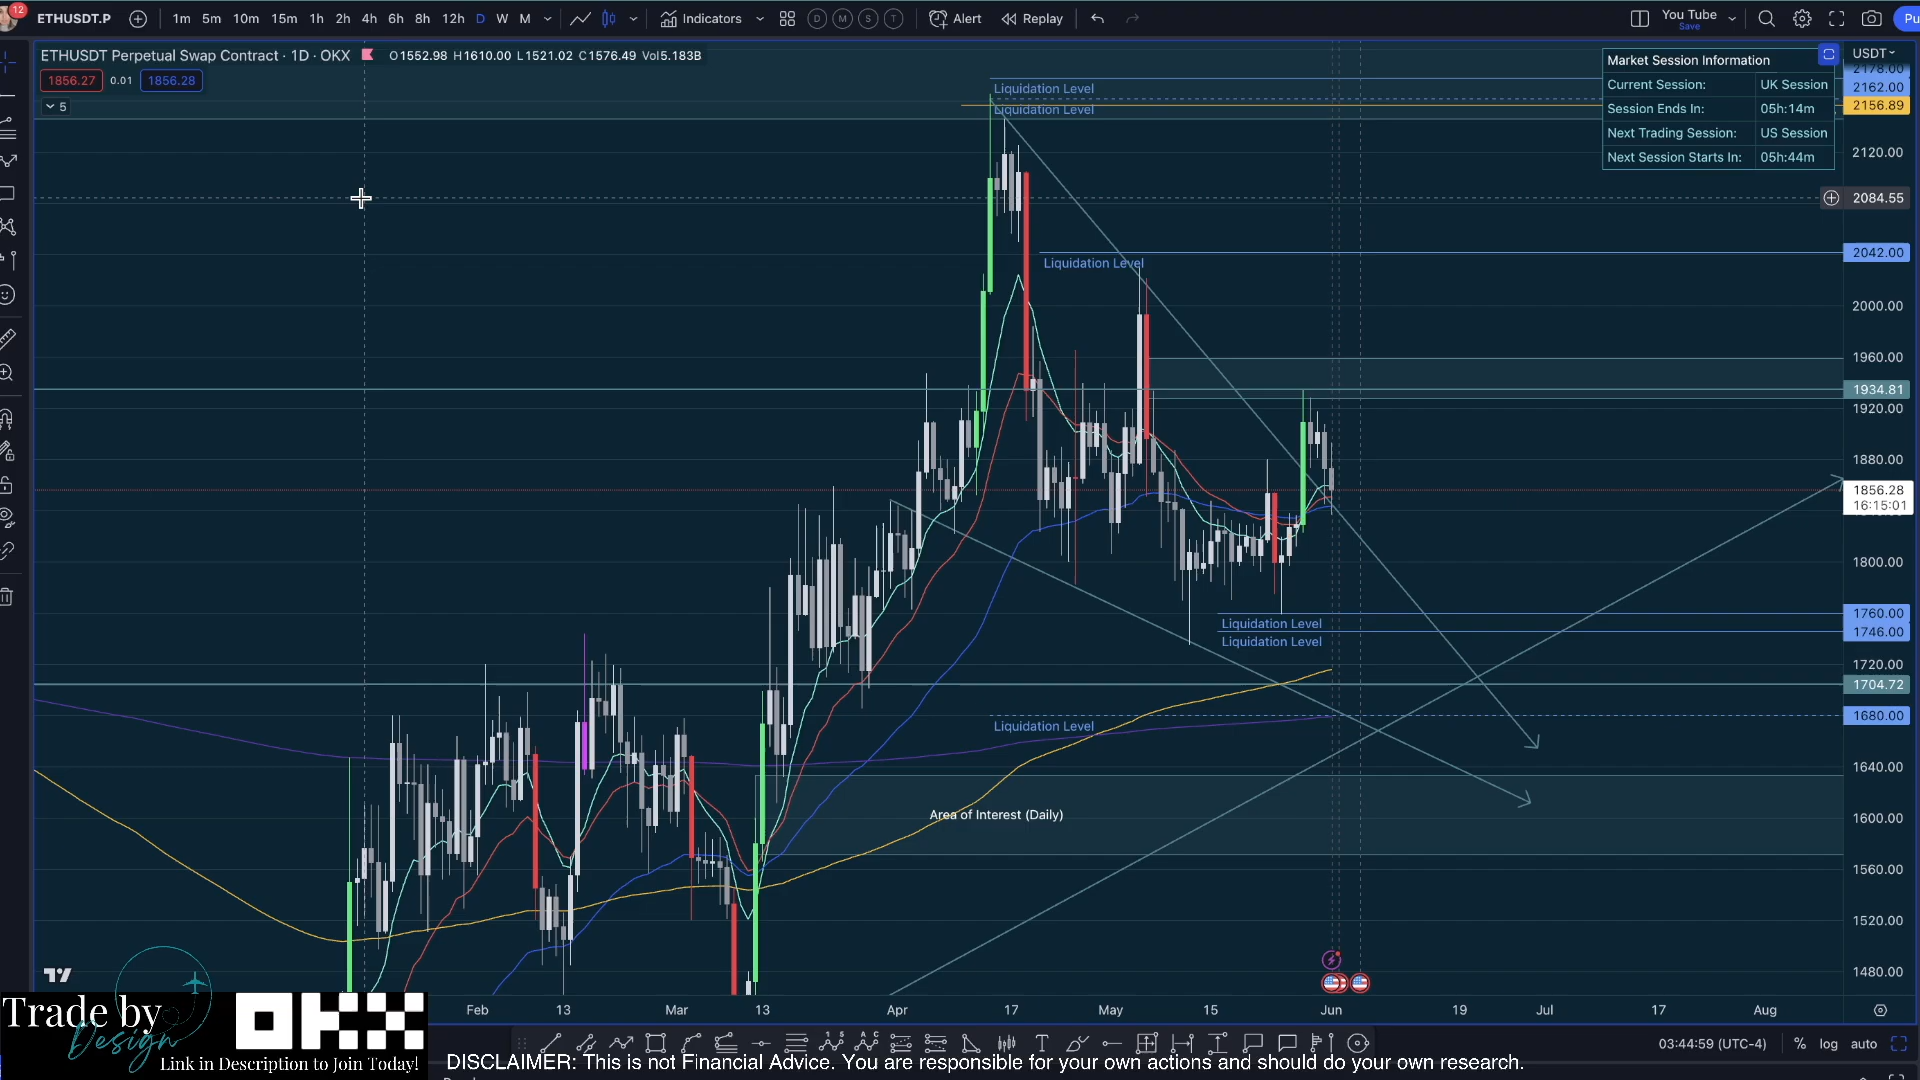 12
ETHUSDT.P
1m 5m 10m 15m 1h 2h 4h 6h 8h 12h D W M
Indicators
D M S T
Alert
Replay
You Tube
Save
Pu
ETHUSDT Perpetual Swap Contract · 1D · OKX O1552.98 H1610.00 L1521.02 C1576.49 Vol5.183B
1856.27 0.01 1856.28
5
Market Session Information
Current Session: UK Session
Session Ends In: 05h:14m
Next Trading Session: US Session
Next Session Starts In: 05h:44m
USDT
2178.00
2162.00
2156.89
2120.00
2084.55
2042.00
2000.00
1960.00
1934.81
1920.00
1880.00
1856.28
16:15:01
1800.00
1760.00
1746.00
1720.00
1704.72
1680.00
1640.00
1600.00
1560.00
1520.00
1480.00
Liquidation Level
Liquidation Level
Liquidation Level
Liquidation Level
Liquidation Level
Liquidation Level
Area of Interest (Daily)
Feb 13 Mar 13 Apr 17 May 15 Jun 19 Jul 17 Aug
Trade by
Design
OKX
Link in Description to Join Today!
03:44:59 (UTC-4) % log auto
DISCLAIMER: This is not Financial Advice. You are responsible for your own actions and should do your own research.